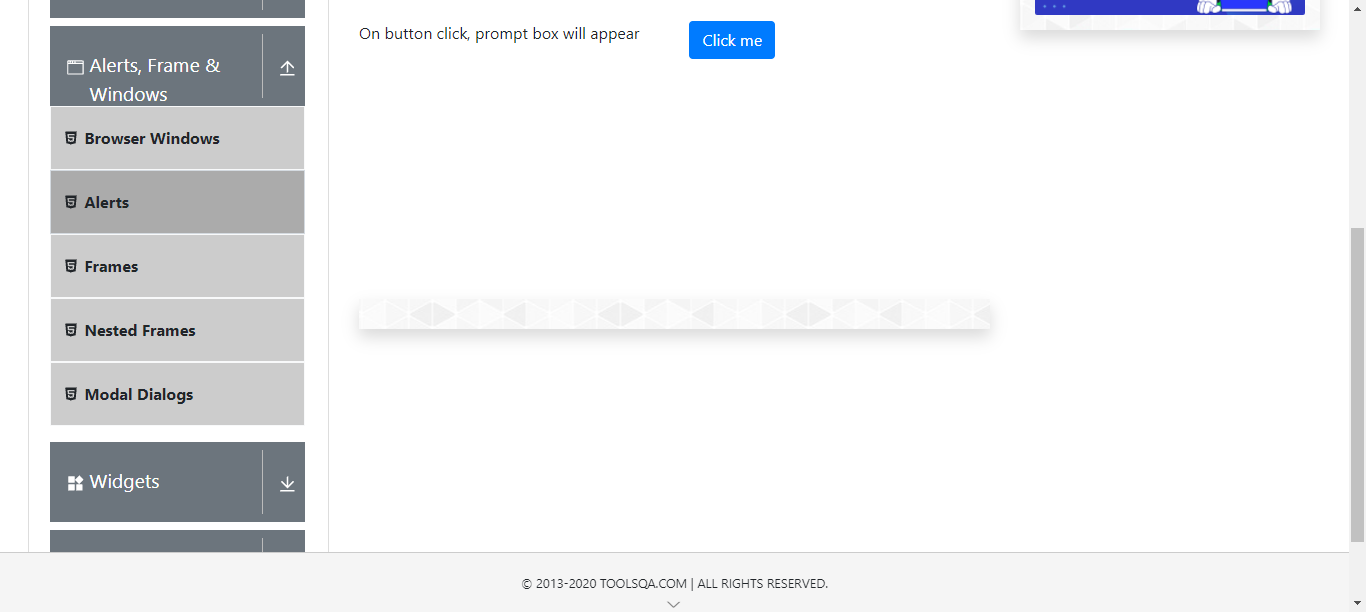 On button click, prompt box will appear
Click me
Alerts, Frame &
Windows
Browser Windows
Alerts
Frames
Nested Frames
Modal Dialogs
Widgets
© 2013-2020 TOOLSQA.COM | ALL RIGHTS RESERVED.